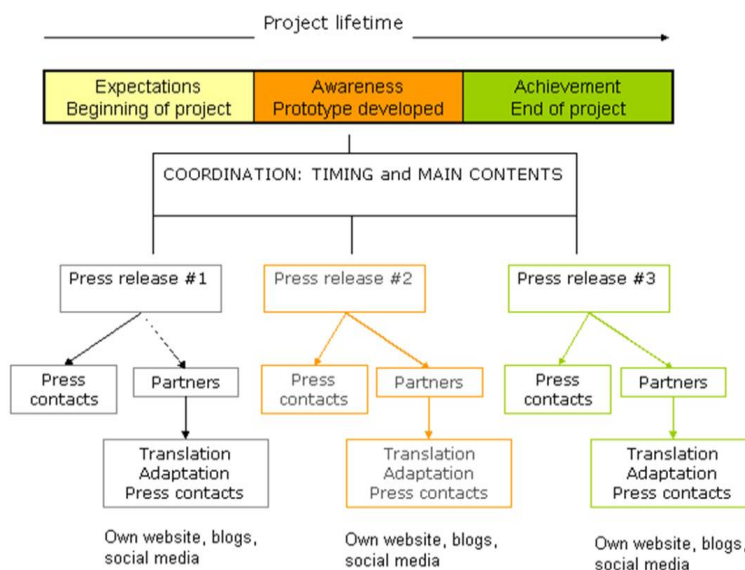 Project lifetime
Expectations
Beginning of project
Awareness
Prototype developed
Achievement
End of project
COORDINATION: TIMING and MAIN CONTENTS
Press release #1
Press release #2
Press release #3
Press
contacts
Partners
Press
contacts
Partners
Press
contacts
Partners
Translation
Adaptation
Press contacts
Translation
Adaptation
Press contacts
Translation
Adaptation
Press contacts
Own website, blogs,
social media
Own website, blogs,
social media
Own website, blogs,
social media